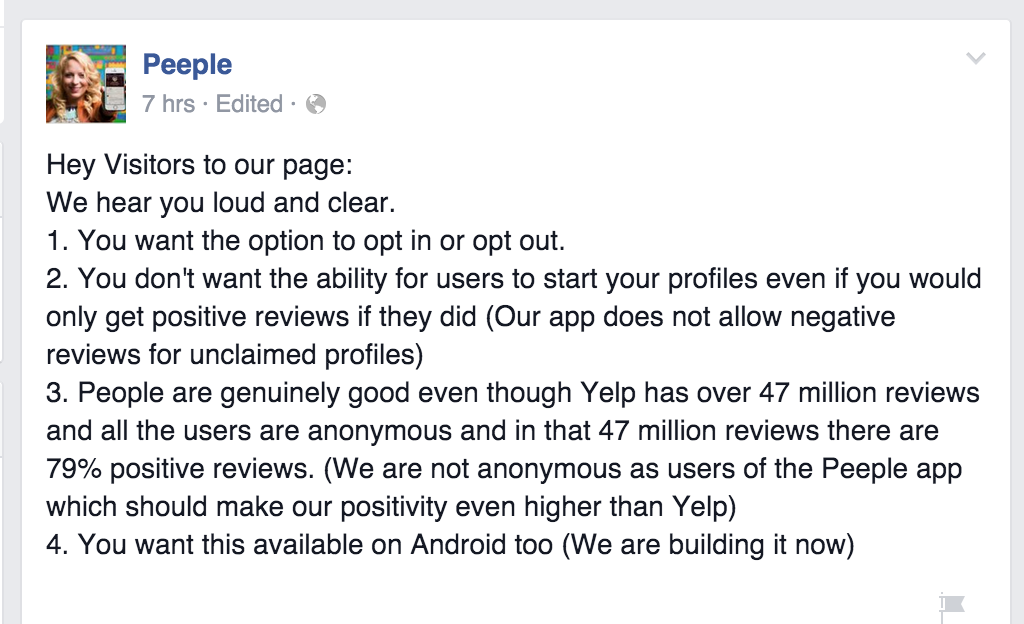 Peeple
7 hrs · Edited ·
Hey Visitors to our page:
We hear you loud and clear.
1. You want the option to opt in or opt out.
2. You don't want the ability for users to start your profiles even if you would
only get positive reviews if they did (Our app does not allow negative
reviews for unclaimed profiles)
3. People are genuinely good even though Yelp has over 47 million reviews
and all the users are anonymous and in that 47 million reviews there are
79% positive reviews. (We are not anonymous as users of the Peeple app
which should make our positivity even higher than Yelp)
4. You want this available on Android too (We are building it now)